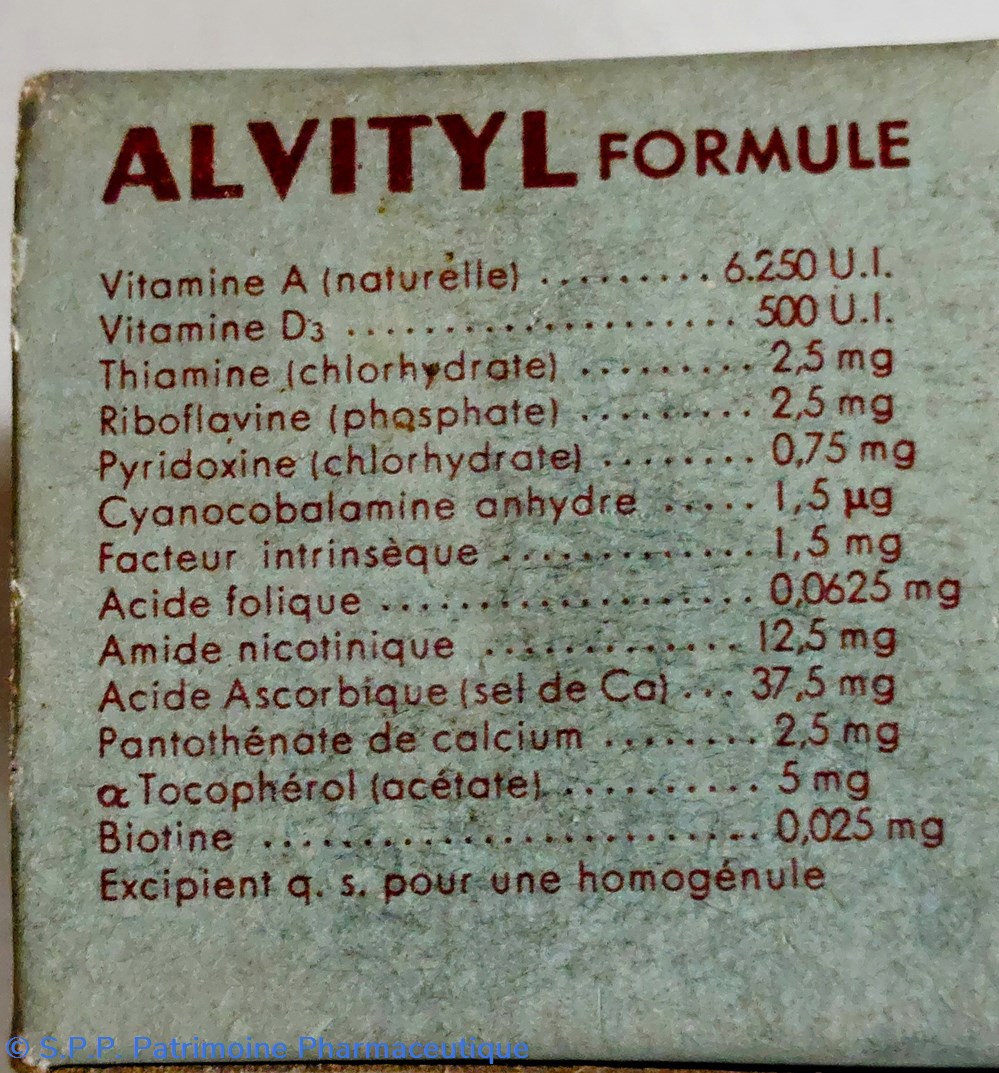 ALVITYL FORMULE
Vitamine A (naturelle) ......... 6.250 U.I.
Vitamine D3 ...................... 500 U.I.
Thiamine (chlorhydrate) ......... 2,5 mg
Riboflavine (phosphate) ......... 2,5 mg
Pyridoxine (chlorhydrate) ........ 0,75 mg
Cyanocobalamine anhydre ..... 1,5 µg
Facteur intrinsèque ............. 1,5 mg
Acide folique ..................... 0,0625 mg
Amide nicotinique ............. 12,5 mg
Acide Ascorbique (sel de Ca) ... 37,5 mg
Pantothénate de calcium ........ 2,5 mg
α Tocophérol (acétate) ........... 5 mg
Biotine ........................... 0,025 mg
Excipient q. s. pour une homogénule
© S.P.P. Patrimoine Pharmaceutique